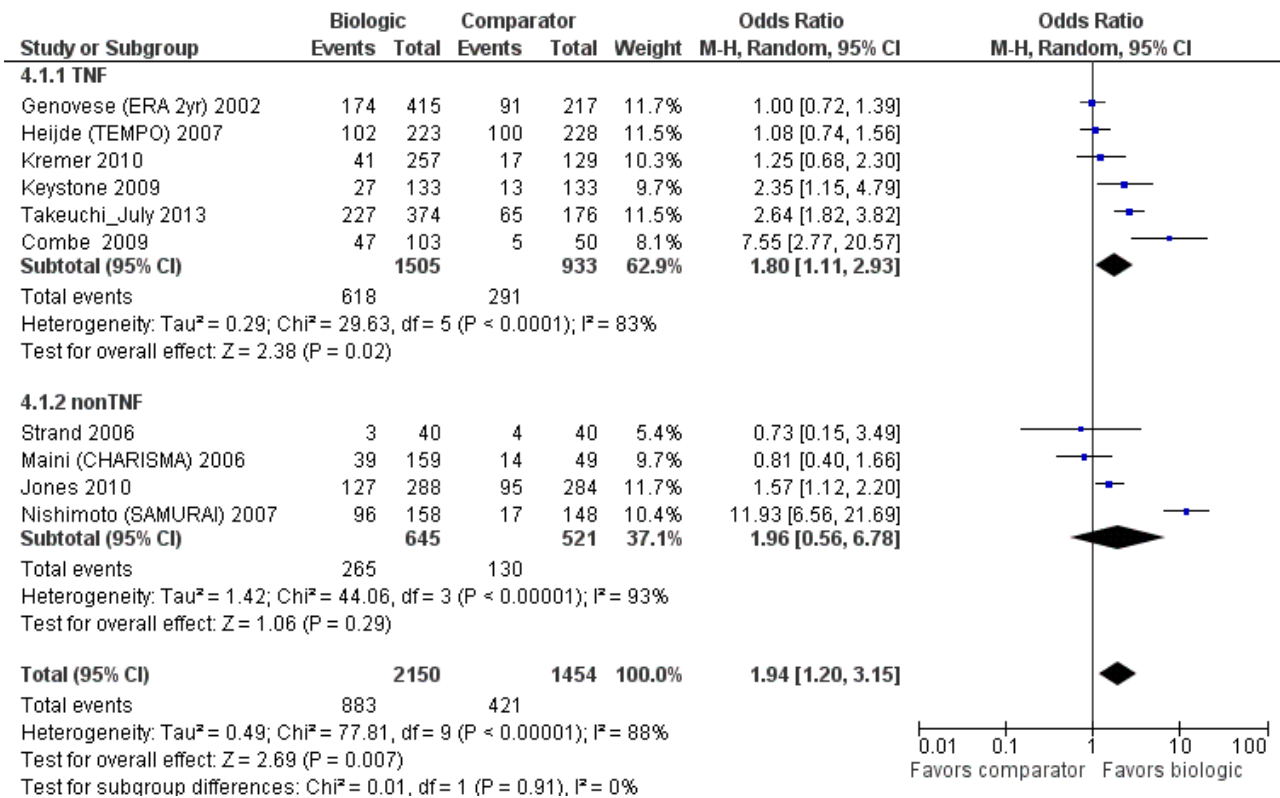 Biologic Comparator Odds Ratio Odds Ratio
Study or Subgroup Events Total Events Total Weight M-H, Random, 95% CI M-H, Random, 95% CI
4.1.1 TNF
Genovese (ERA 2yr) 2002 174 415 91 217 11.7% 1.00 [0.72, 1.39]
Heijde (TEMPO) 2007 102 223 100 228 11.5% 1.08 [0.74, 1.56]
Kremer 2010 41 257 17 129 10.3% 1.25 [0.68, 2.30]
Keystone 2009 27 133 13 133 9.7% 2.35 [1.15, 4.79]
Takeuchi_July 2013 227 374 65 176 11.5% 2.64 [1.82, 3.82]
Combe 2009 47 103 5 50 8.1% 7.55 [2.77, 20.57]
Subtotal (95% CI) 1505 933 62.9% 1.80 [1.11, 2.93]
Total events 618 291
Heterogeneity: Tau² = 0.29; Chi² = 29.63, df = 5 (P < 0.0001); I² = 83%
Test for overall effect: Z = 2.38 (P = 0.02)
4.1.2 nonTNF
Strand 2006 3 40 4 40 5.4% 0.73 [0.15, 3.49]
Maini (CHARISMA) 2006 39 159 14 49 9.7% 0.81 [0.40, 1.66]
Jones 2010 127 288 95 284 11.7% 1.57 [1.12, 2.20]
Nishimoto (SAMURAI) 2007 96 158 17 148 10.4% 11.93 [6.56, 21.69]
Subtotal (95% CI) 645 521 37.1% 1.96 [0.56, 6.78]
Total events 265 130
Heterogeneity: Tau² = 1.42; Chi² = 44.06, df = 3 (P < 0.00001); I² = 93%
Test for overall effect: Z = 1.06 (P = 0.29)
Total (95% CI) 2150 1454 100.0% 1.94 [1.20, 3.15]
Total events 883 421
Heterogeneity: Tau² = 0.49; Chi² = 77.81, df = 9 (P < 0.00001); I² = 88%
Test for overall effect: Z = 2.69 (P = 0.007)
Test for subgroup differences: Chi² = 0.01, df = 1 (P = 0.91), I² = 0%
0.01 0.1 1 10 100
Favors comparator Favors biologic